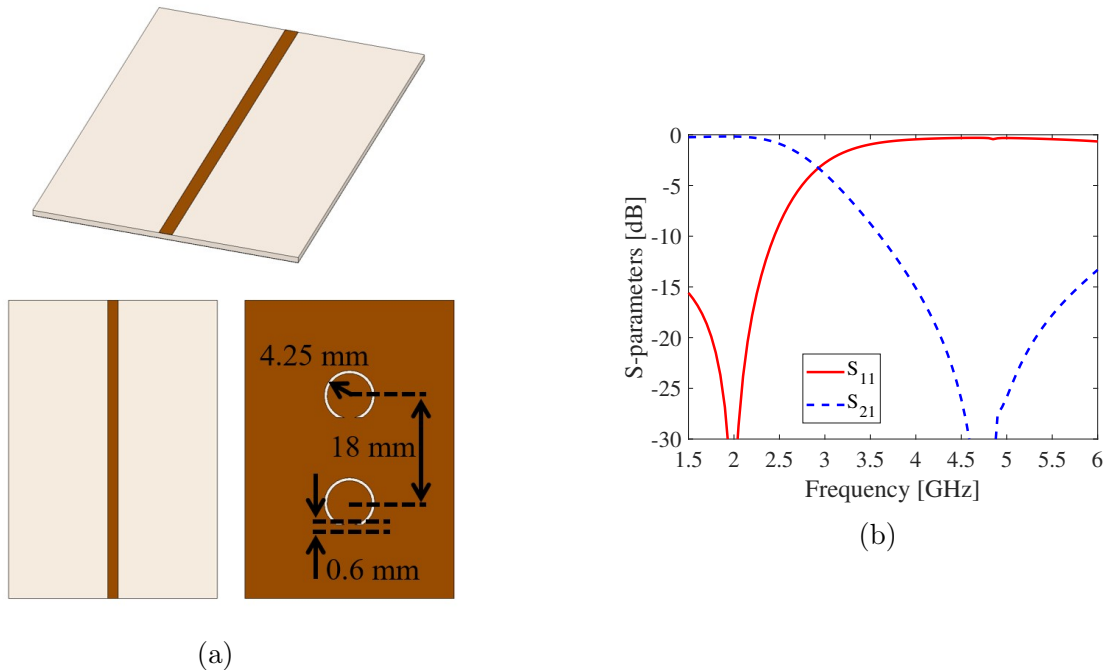 4.25 mm
18 mm
0.6 mm
(a)
S-parameters [dB]
0
-5
-10
-15
-20
-25
-30
S11
S21
1.5 2 2.5 3 3.5 4 4.5 5 5.5 6
Frequency [GHz]
(b)